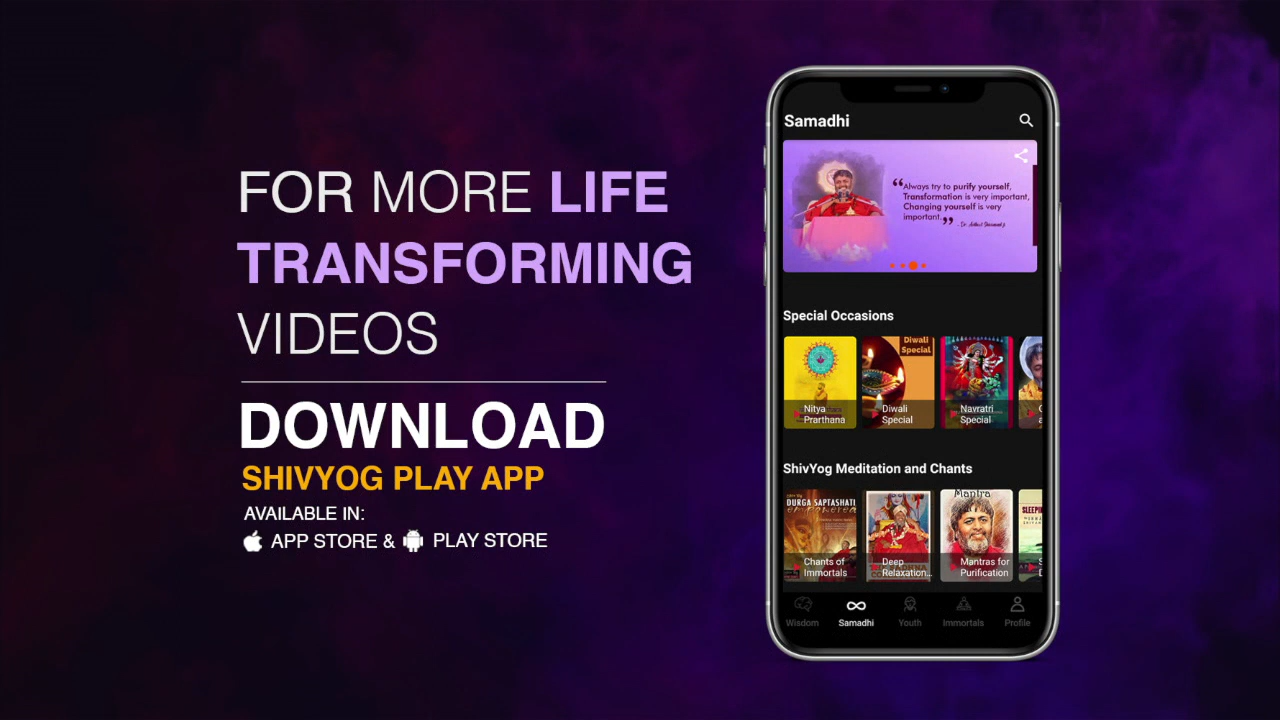 FOR MORE LIFE
TRANSFORMING
VIDEOS
DOWNLOAD
SHIVYOG PLAY APP
AVAILABLE IN:
APP STORE & PLAY STORE
Samadhi
“Always try to purify yourself,
Transformation is very important,
Changing yourself is very
important.”
Special Occasions
Diwali
Special
Nitya
Prarthana
Diwali
Special
Navratri
Special
ShivYog Meditation and Chants
DURGA SAPTASHATI
Mantra
Chants of
Immortals
Deep
Relaxation...
Mantras for
Purification
Wisdom
Samadhi
Youth
Immortals
Profile